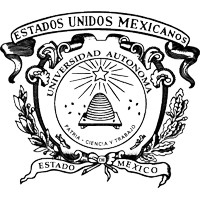 ESTADOS UNIDOS MEXICANOS
UNIVERSIDAD AUTONOMA
PATRIA - CIENCIA Y TRABAJO
ESTADO DE MEXICO